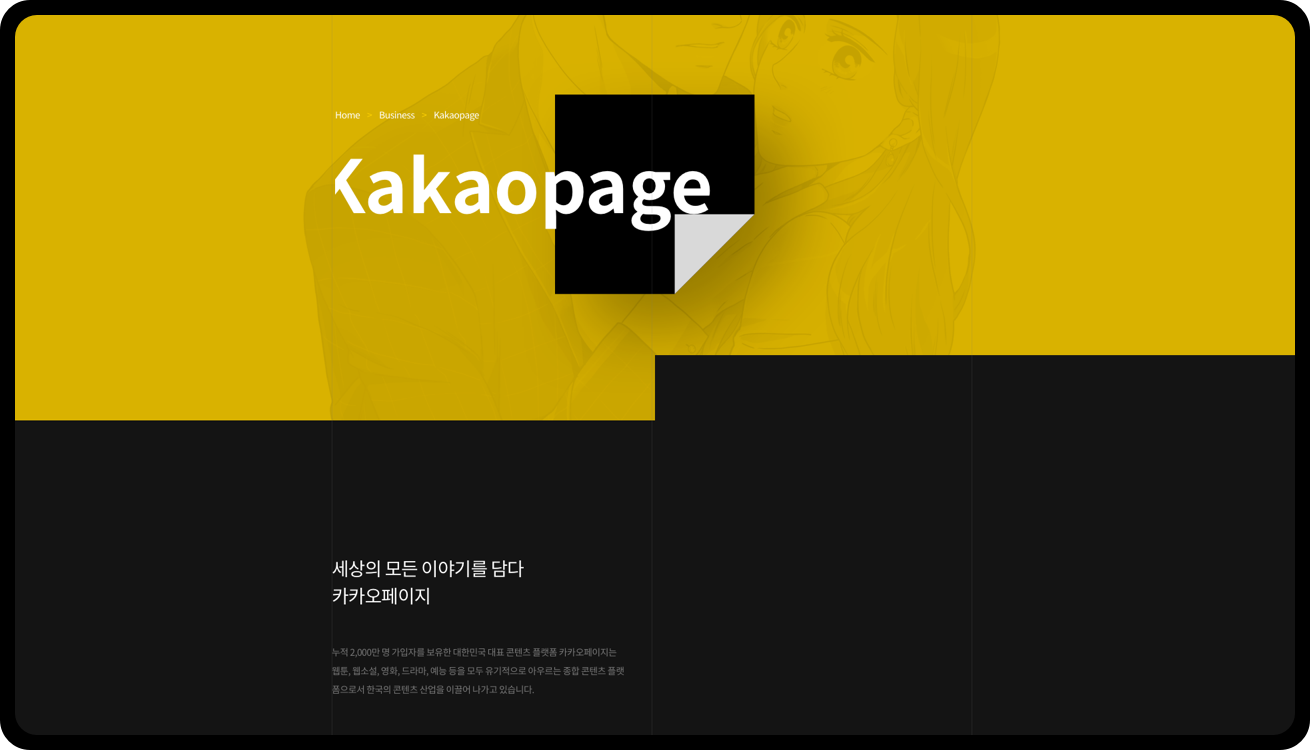 Home > Business > Kakaopage
Kakaopage
세상의 모든 이야기를 담다
카카오페이지
누적 2,000만 명 가입자를 보유한 대한민국 대표 콘텐츠 플랫폼 카카오페이지는
웹툰, 웹소설, 영화, 드라마, 예능 등을 모두 유기적으로 아우르는 종합 콘텐츠 플랫
폼으로서 한국의 콘텐츠 산업을 이끌어 나가고 있습니다.